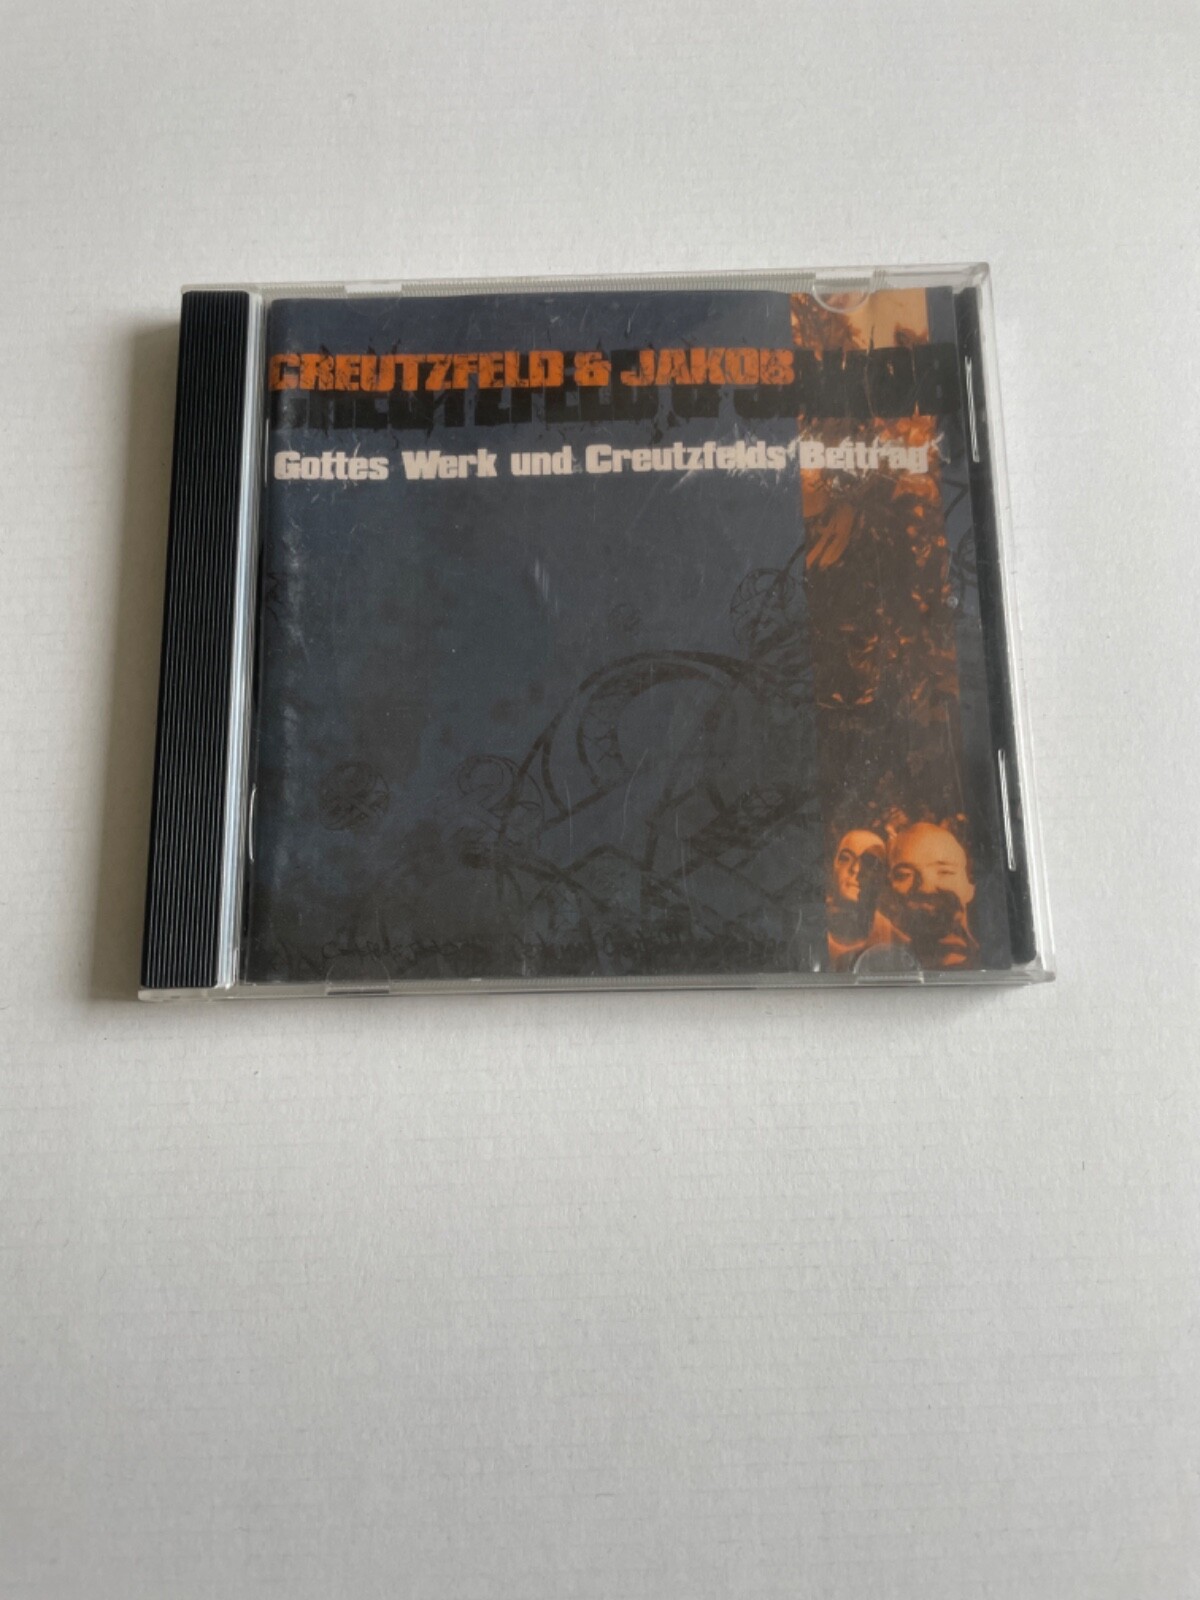 CREUTZFELD & JAKOB
Gottes Werk und Creutzfelds Beitrag